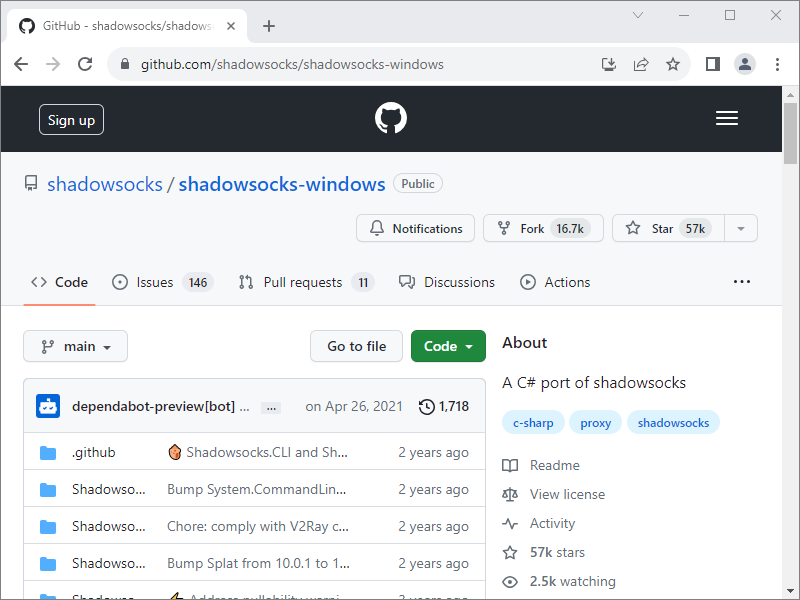 GitHub - shadowsocks/shadows
github.com/shadowsocks/shadowsocks-windows
Sign up
shadowsocks / shadowsocks-windows Public
Notifications Fork 16.7k Star 57k
Code Issues 146 Pull requests 11 Discussions Actions ...
main Go to file Code About
A C# port of shadowsocks
dependabot-preview[bot] ... ... on Apr 26, 2021 1,718
c-sharp proxy shadowsocks
.github Shadowsocks.CLI and Sh... 2 years ago
Readme
Shadowso... Bump System.CommandLin... 2 years ago
View license
Shadowso... Chore: comply with V2Ray c... 2 years ago
Activity
57k stars
Shadowso... Bump Splat from 10.0.1 to 1... 2 years ago
2.5k watching